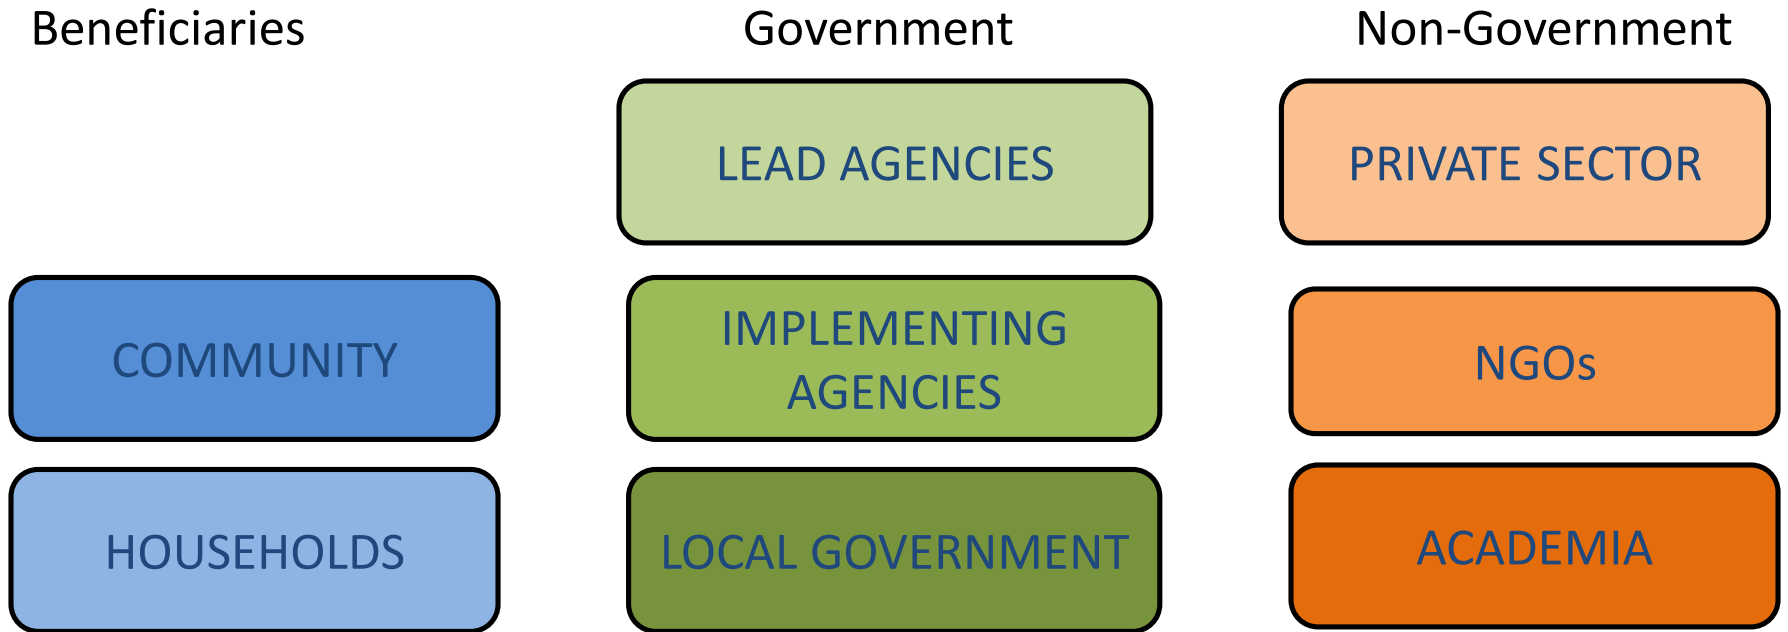 Beneficiaries
Government
Non-Government
LEAD AGENCIES
PRIVATE SECTOR
COMMUNITY
IMPLEMENTING
AGENCIES
NGOs
HOUSEHOLDS
LOCAL GOVERNMENT
ACADEMIA